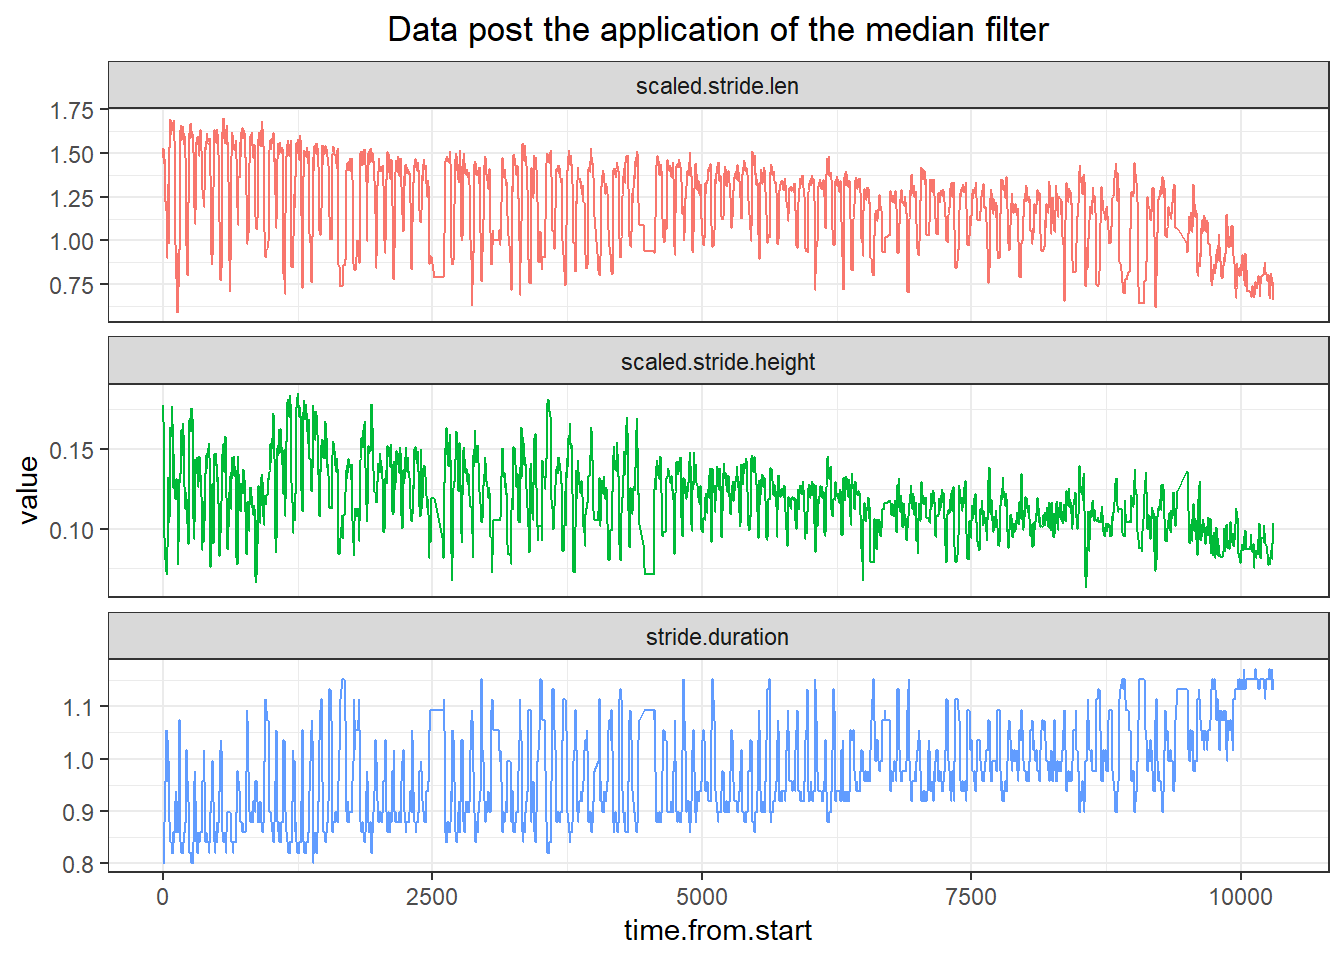 Data post the application of the median filter
scaled.stride.len
1.75
1.50
1.25
1.00
0.75
scaled.stride.height
0.15
0.10
value
stride.duration
1.1
1.0
0.9
0.8
0 2500 5000 7500 10000
time.from.start